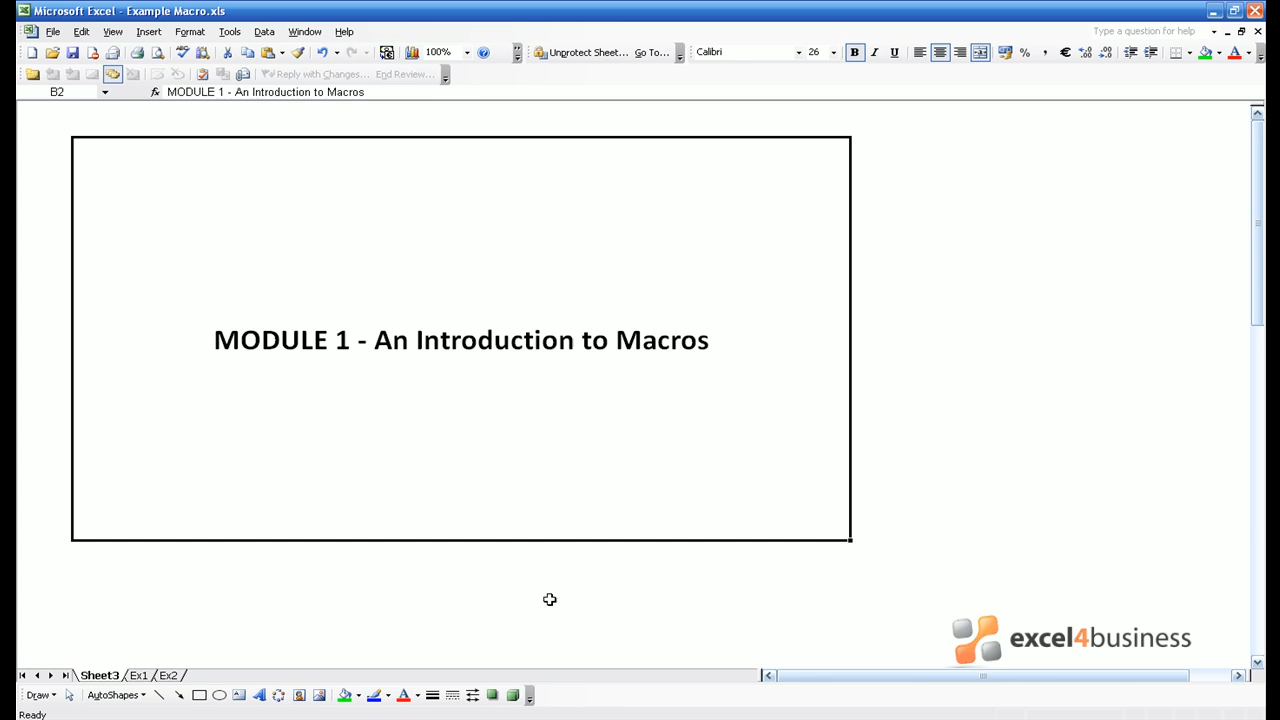 Microsoft Excel - Example Macro.xls
File Edit View Insert Format Tools Data Window Help Type a question for help
100% Unprotect Sheet... Go To... Calibri 26 B I U % , €
Reply with Changes... End Review...
B2 fx MODULE 1 - An Introduction to Macros
MODULE 1 - An Introduction to Macros
excel4business
Sheet3 Ex1 Ex2
Draw AutoShapes A
Ready